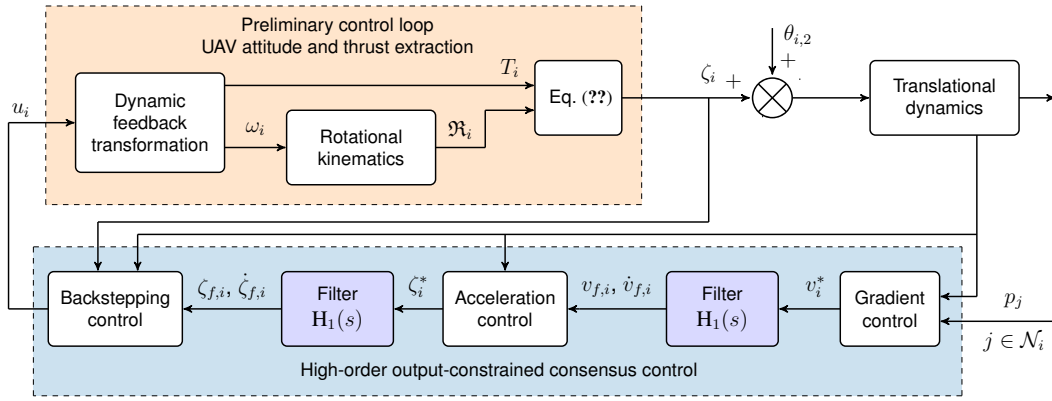 Preliminary control loop
UAV attitude and thrust extraction
θ_{i,2}
T_i
ζ_i
+
+
u_i
Dynamic
feedback
transformation
Eq. (??)
Translational
dynamics
ω_i
Rotational
kinematics
ℜ_i
Backstepping
control
ζ_{f,i}, ζ̇_{f,i}
Filter
H_1(s)
ζ_i^*
Acceleration
control
v_{f,i}, v̇_{f,i}
Filter
H_1(s)
v_i^*
Gradient
control
p_j
j ∈ 𝒩_i
High-order output-constrained consensus control